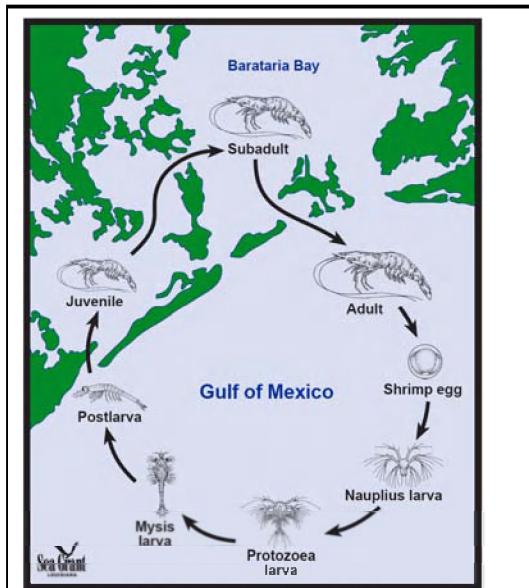 Barataria Bay
Subadult
Adult
Juvenile
Shrimp egg
Gulf of Mexico
Postlarva
Nauplius larva
Mysis
larva
Protozoea
larva
Sea Grant
LOUISIANA